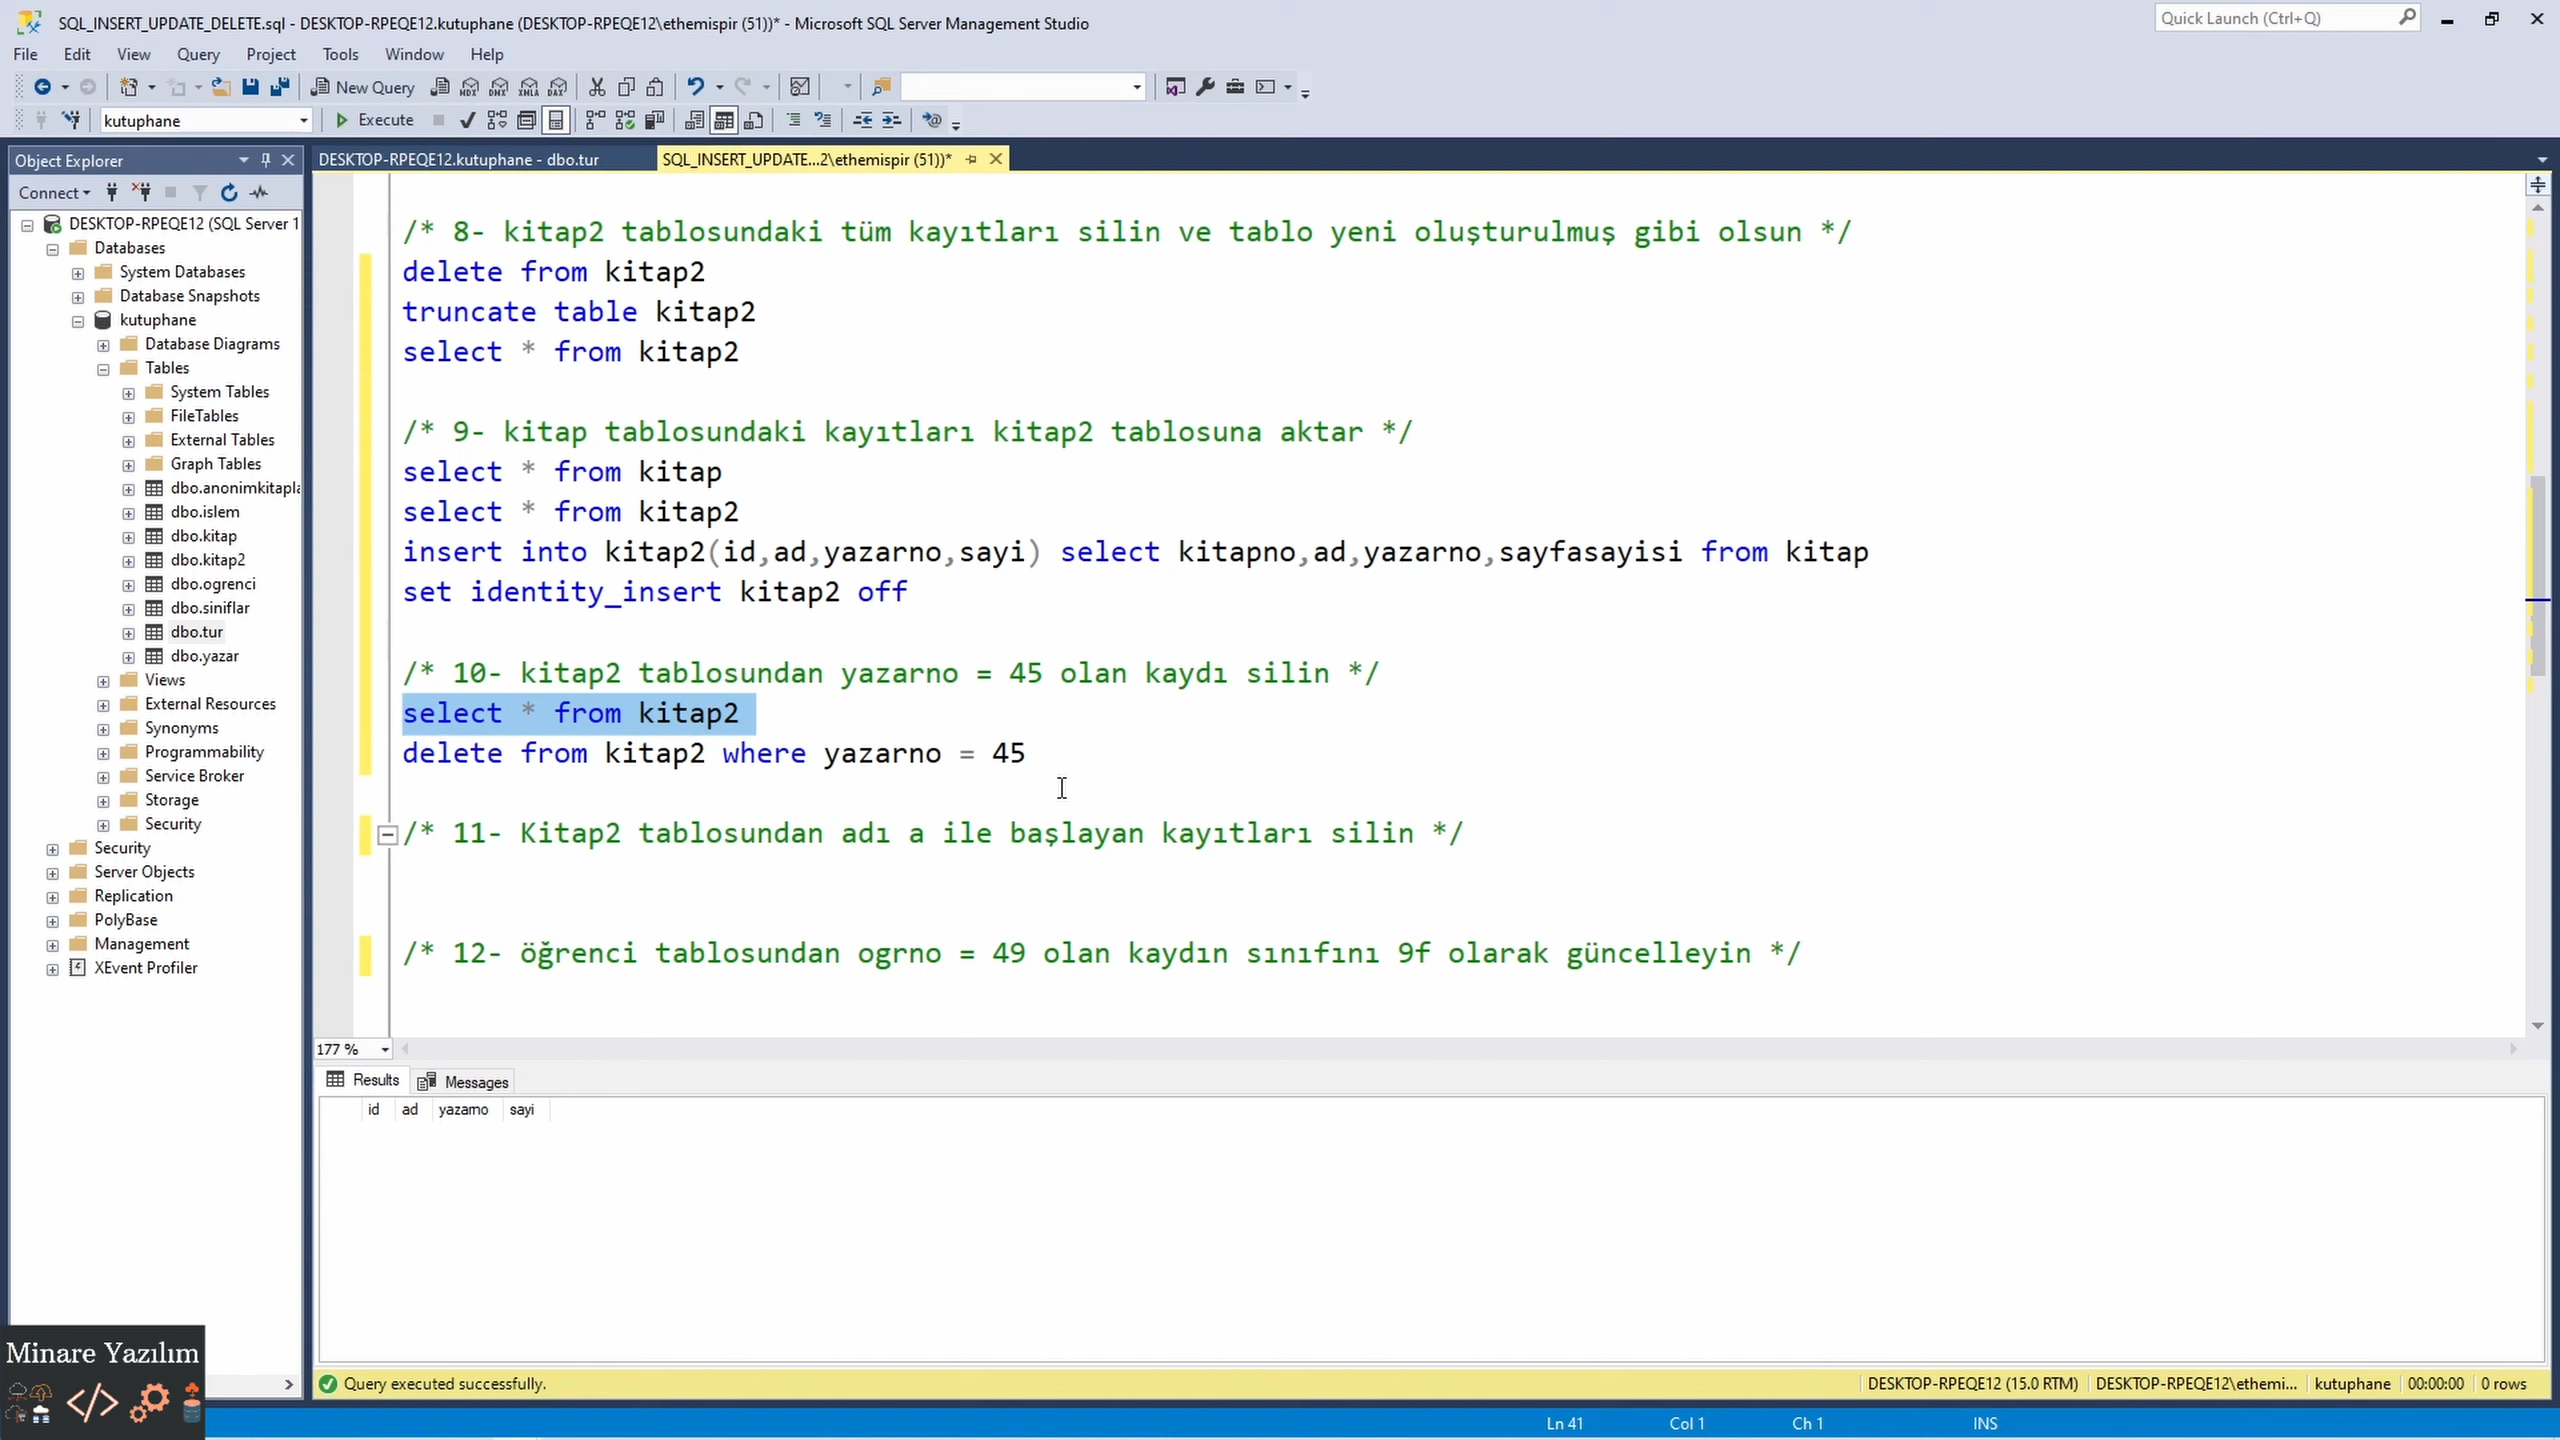 SQL_INSERT_UPDATE_DELETE.sql - DESKTOP-RPEQE12.kutuphane (DESKTOP-RPEQE12\ethemispir (51))* - Microsoft SQL Server Management Studio
Quick Launch (Ctrl+Q)
File Edit View Query Project Tools Window Help
New Query
MDX DMX XMLA DAX
kutuphane
Execute
Object Explorer
DESKTOP-RPEQE12.kutuphane - dbo.tur
SQL_INSERT_UPDATE...2\ethemispir (51))*
Connect
DESKTOP-RPEQE12 (SQL Server 1
Databases
System Databases
Database Snapshots
kutuphane
Database Diagrams
Tables
System Tables
FileTables
External Tables
Graph Tables
dbo.anonimkitapla
dbo.islem
dbo.kitap
dbo.kitap2
dbo.ogrenci
dbo.siniflar
dbo.tur
dbo.yazar
Views
External Resources
Synonyms
Programmability
Service Broker
Storage
Security
Security
Server Objects
Replication
PolyBase
Management
XEvent Profiler
/* 8- kitap2 tablosundaki tüm kayıtları silin ve tablo yeni oluşturulmuş gibi olsun */
delete from kitap2
truncate table kitap2
select * from kitap2
/* 9- kitap tablosundaki kayıtları kitap2 tablosuna aktar */
select * from kitap
select * from kitap2
insert into kitap2(id,ad,yazarno,sayi) select kitapno,ad,yazarno,sayfasayisi from kitap
set identity_insert kitap2 off
/* 10- kitap2 tablosundan yazarno = 45 olan kaydı silin */
select * from kitap2
delete from kitap2 where yazarno = 45
/* 11- Kitap2 tablosundan adı a ile başlayan kayıtları silin */
/* 12- öğrenci tablosundan ogrno = 49 olan kaydın sınıfını 9f olarak güncelleyin */
177 %
Results
Messages
id ad yazarno sayi
Minare Yazılım
Query executed successfully.
DESKTOP-RPEQE12 (15.0 RTM)
DESKTOP-RPEQE12\ethemi...
kutuphane
00:00:00
0 rows
Ln 41
Col 1
Ch 1
INS